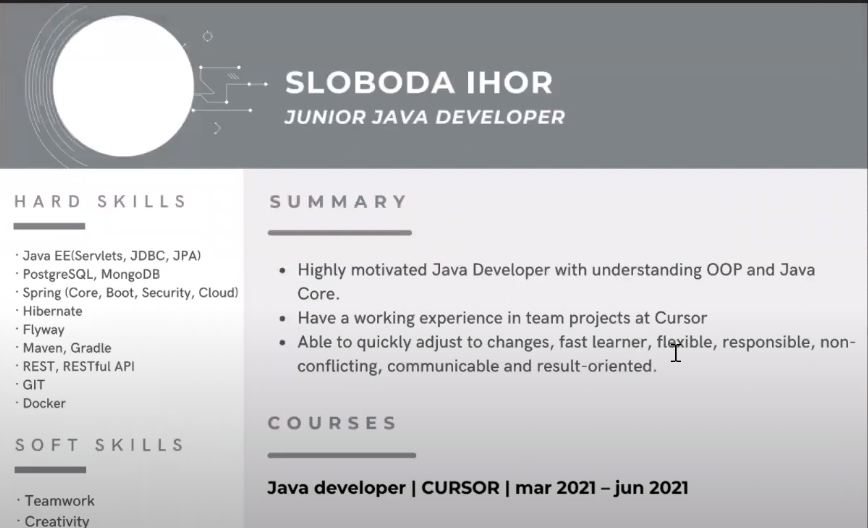 SLOBODA IHOR
JUNIOR JAVA DEVELOPER
HARD SKILLS
· Java EE(Servlets, JDBC, JPA)
· PostgreSQL, MongoDB
· Spring (Core, Boot, Security, Cloud)
· Hibernate
· Flyway
· Maven, Gradle
· REST, RESTful API
· GIT
· Docker
SOFT SKILLS
· Teamwork
· Creativity
SUMMARY
• Highly motivated Java Developer with understanding OOP and Java
Core.
• Have a working experience in team projects at Cursor
• Able to quickly adjust to changes, fast learner, flexible, responsible, non-
conflicting, communicable and result-oriented.
COURSES
Java developer | CURSOR | mar 2021 – jun 2021